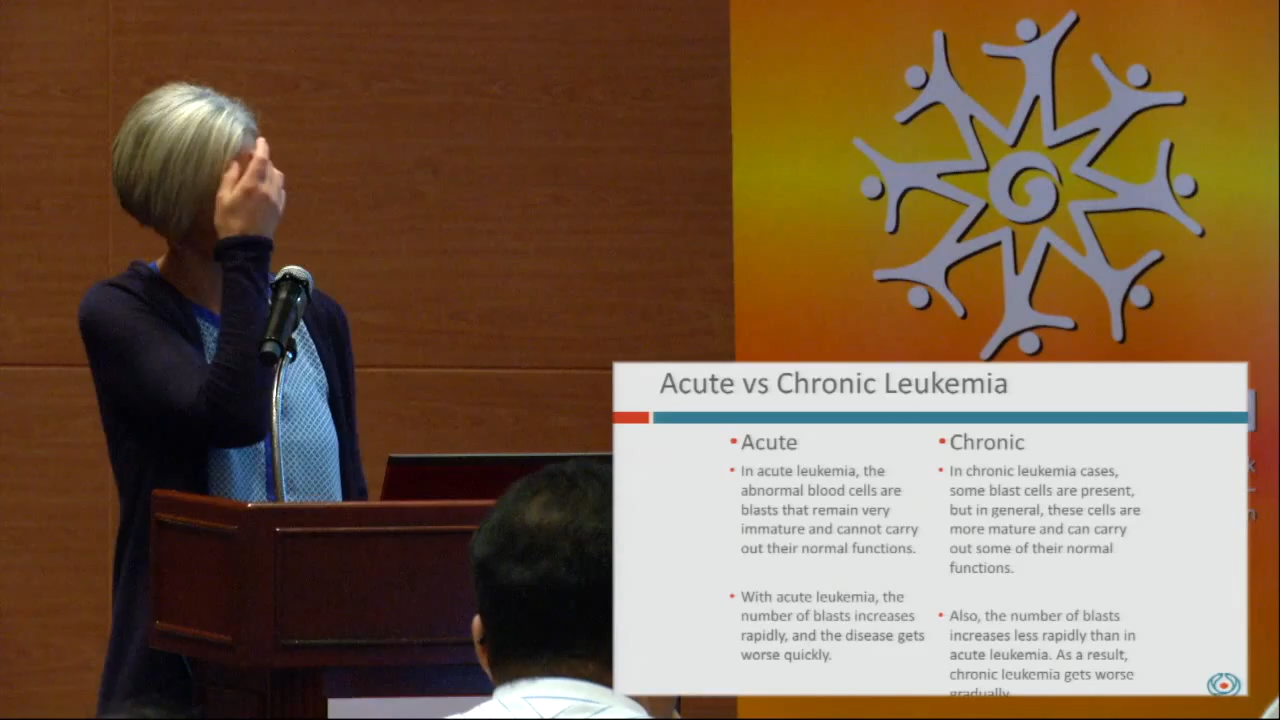 Acute vs Chronic Leukemia
• Acute
• In acute leukemia, the
abnormal blood cells are
blasts that remain very
immature and cannot carry
out their normal functions.
• With acute leukemia, the
number of blasts increases
rapidly, and the disease gets
worse quickly.
• Chronic
• In chronic leukemia cases,
some blast cells are present,
but in general, these cells are
more mature and can carry
out some of their normal
functions.
• Also, the number of blasts
increases less rapidly than in
acute leukemia. As a result,
chronic leukemia gets worse
gradually.